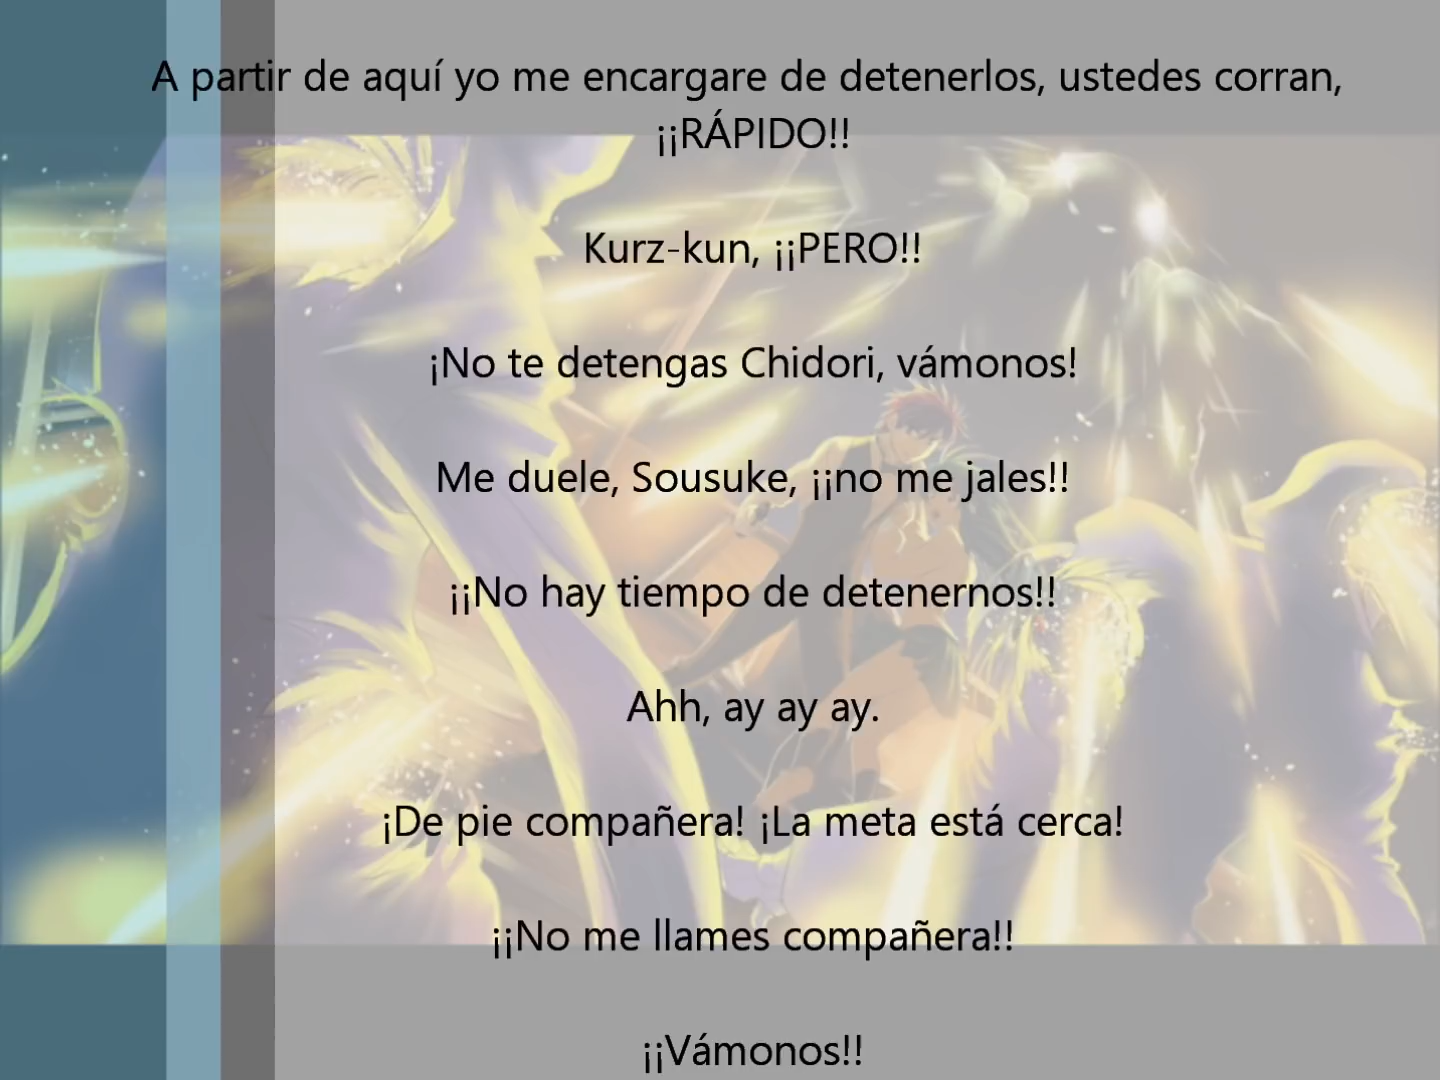 A partir de aquí yo me encargare de detenerlos, ustedes corran,
¡¡RÁPIDO!!
Kurz-kun, ¡¡PERO!!
¡No te detengas Chidori, vámonos!
Me duele, Sousuke, ¡¡no me jales!!
¡¡No hay tiempo de detenernos!!
Ahh, ay ay ay.
¡De pie compañera! ¡La meta está cerca!
¡¡No me llames compañera!!
¡¡Vámonos!!